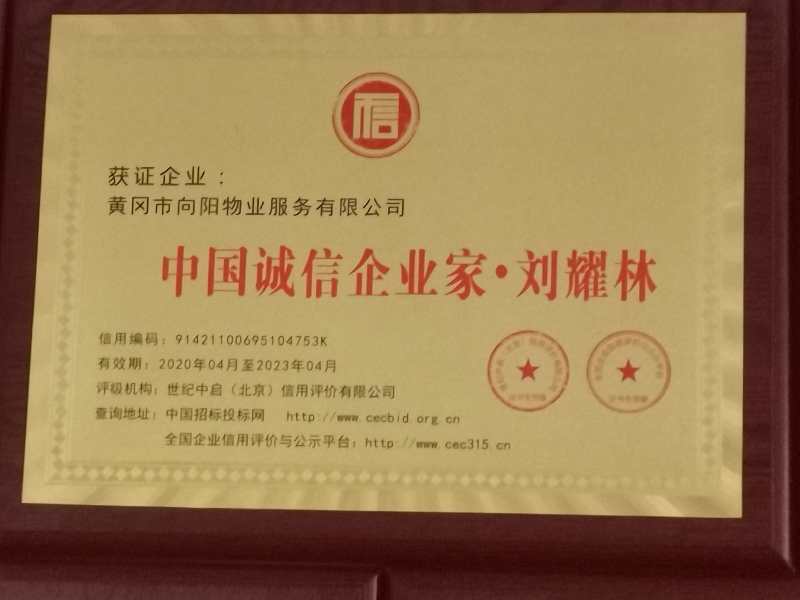 信
获证企业：
黄冈市向阳物业服务有限公司
中国诚信企业家·刘耀林
信用编码：91421100695104753K
有效期：2020年04月至2023年04月
评级机构：世纪中启（北京）信用评价有限公司
查询地址：中国招标投标网 http://www.cecbid.org.cn
全国企业信用评价与公示平台：http://www.cec315.cn